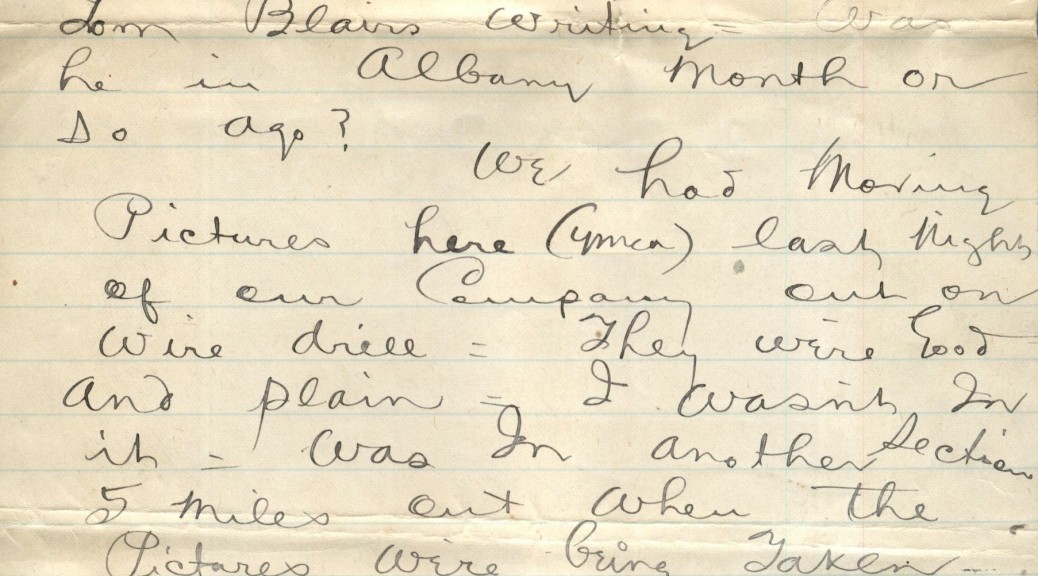 Tom Blairs writing = Was
he in Albany month or
so ago?
We had Moving
Pictures here (ymca) last Night
of our Company out on
Wire drill = They were Good
And plain = I wasnt In
it = was In another Section
5 miles out when the
Pictures were being Taken